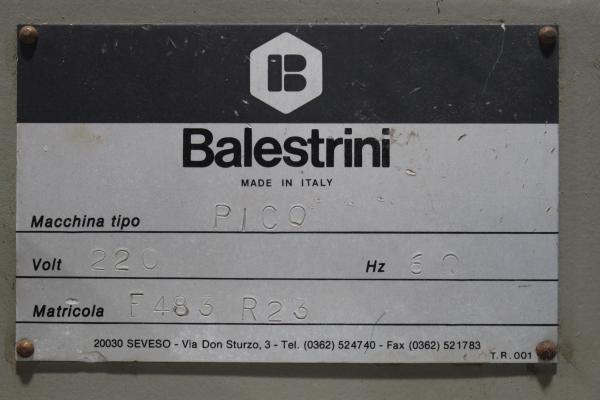 B
Balestrini
MADE IN ITALY
Macchina tipo PICO
Volt 220 Hz 60
Matricola F483 R23
20030 SEVESO - Via Don Sturzo, 3 - Tel. (0362) 524740 - Fax (0362) 521783
T.R.001